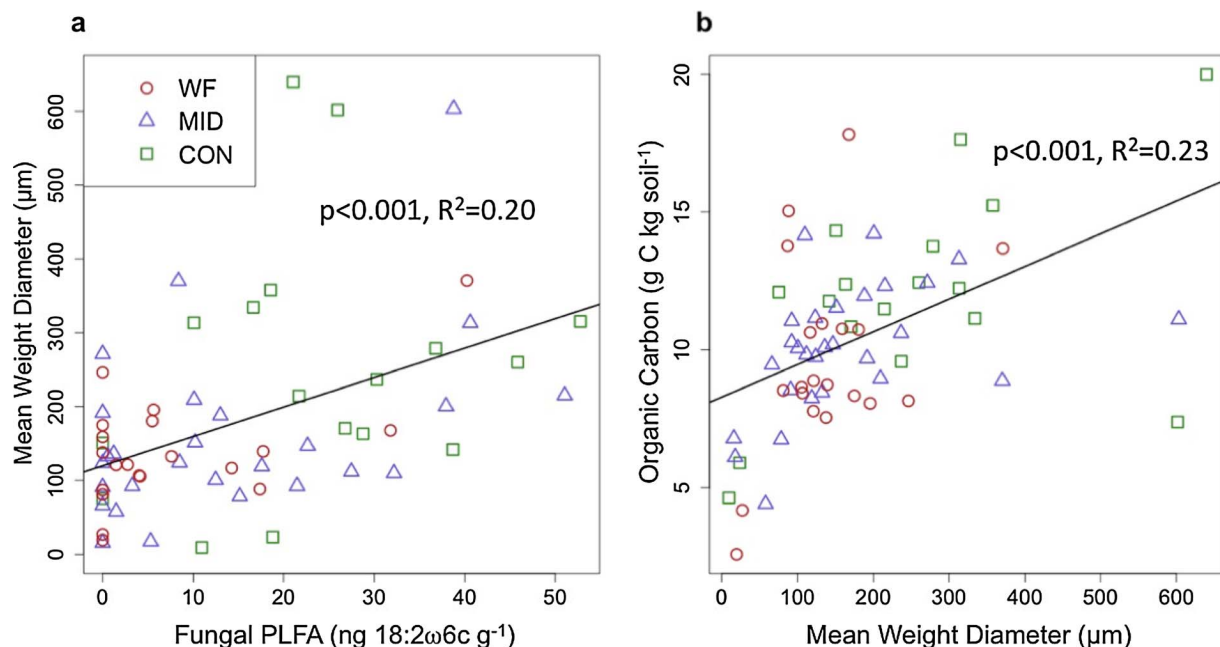 a
WF
MID
CON
p<0.001, R²=0.20
Mean Weight Diameter (µm)
0
100
200
300
400
500
600
0 10 20 30 40 50
Fungal PLFA (ng 18:2ω6c g⁻¹)
b
p<0.001, R²=0.23
Organic Carbon (g C kg soil⁻¹)
5
10
15
20
0 100 200 300 400 500 600
Mean Weight Diameter (µm)